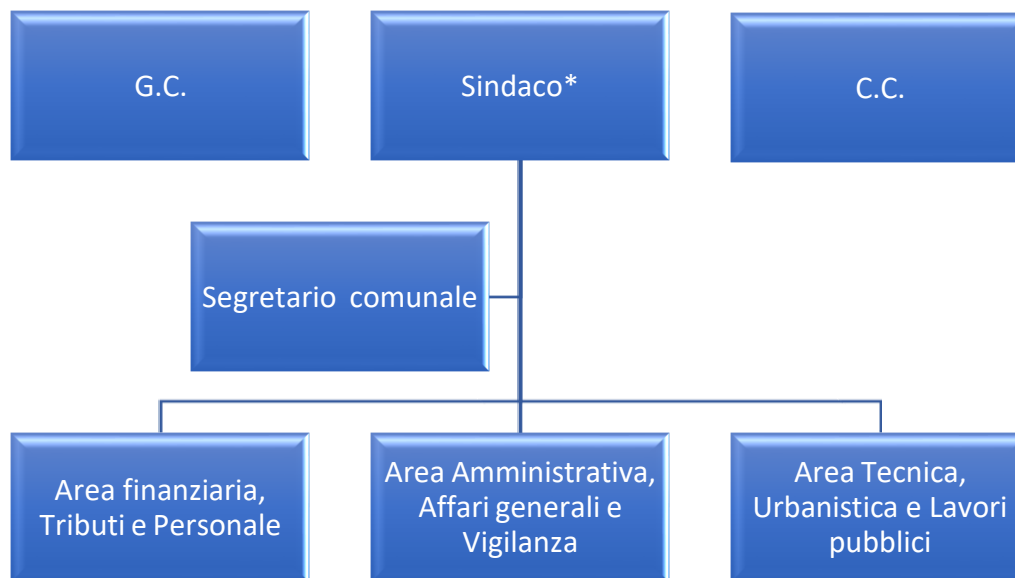 G.C.
Sindaco*
C.C.
Segretario comunale
Area finanziaria,
Tributi e Personale
Area Amministrativa,
Affari generali e
Vigilanza
Area Tecnica,
Urbanistica e Lavori
pubblici